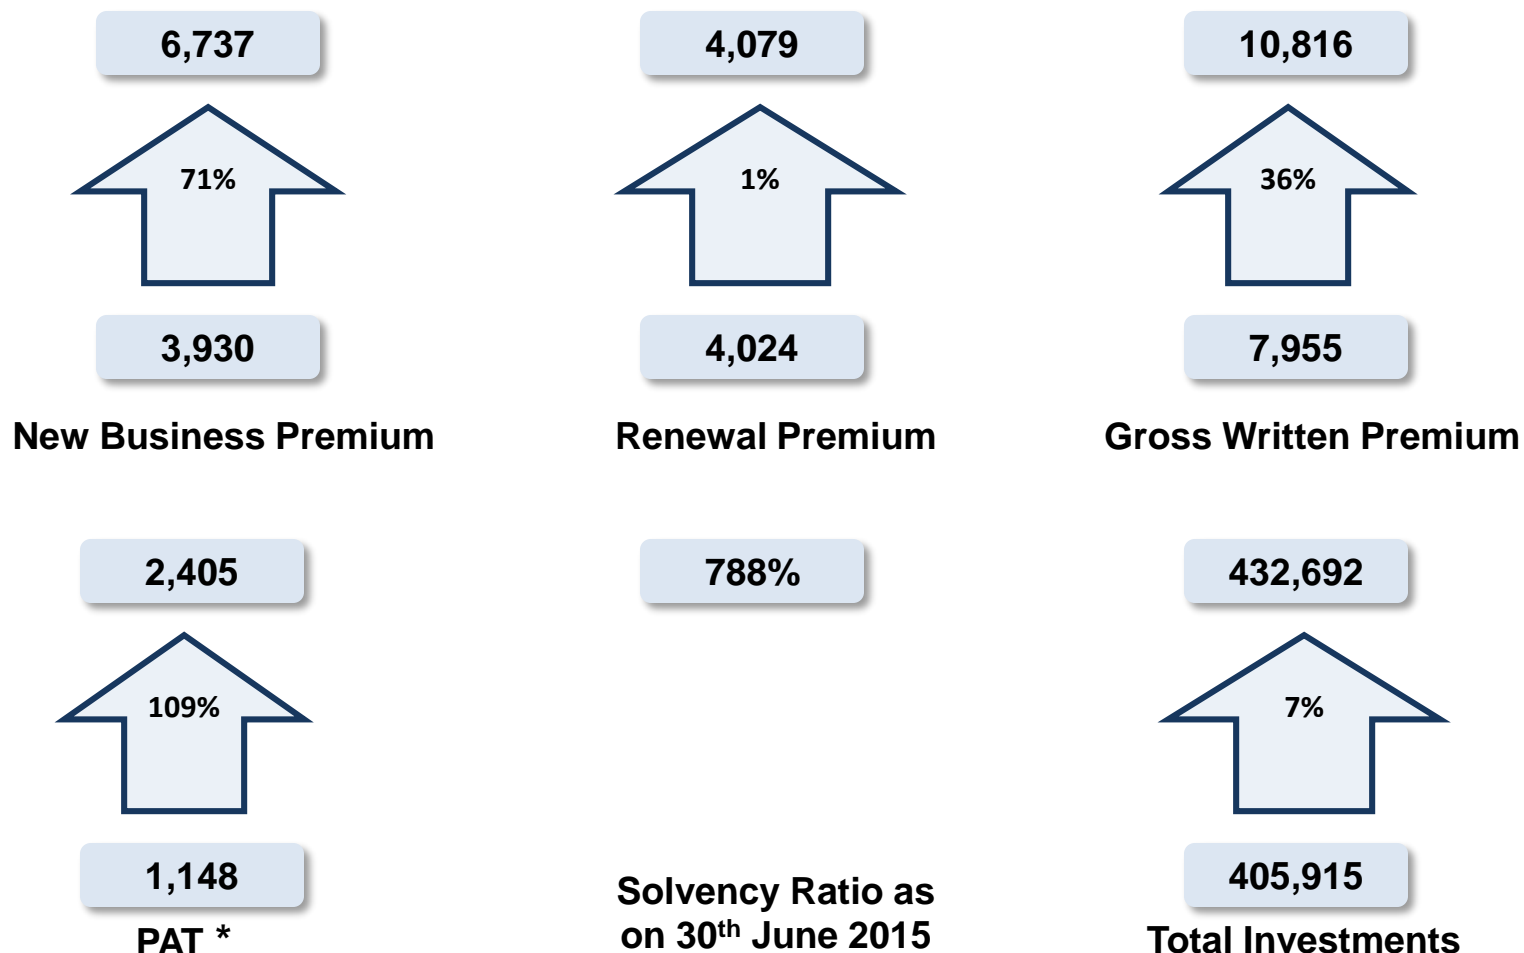 6,737
71%
3,930
New Business Premium
4,079
1%
4,024
Renewal Premium
10,816
36%
7,955
Gross Written Premium
2,405
109%
1,148
PAT *
788%
Solvency Ratio as
on 30th June 2015
432,692
7%
405,915
Total Investments